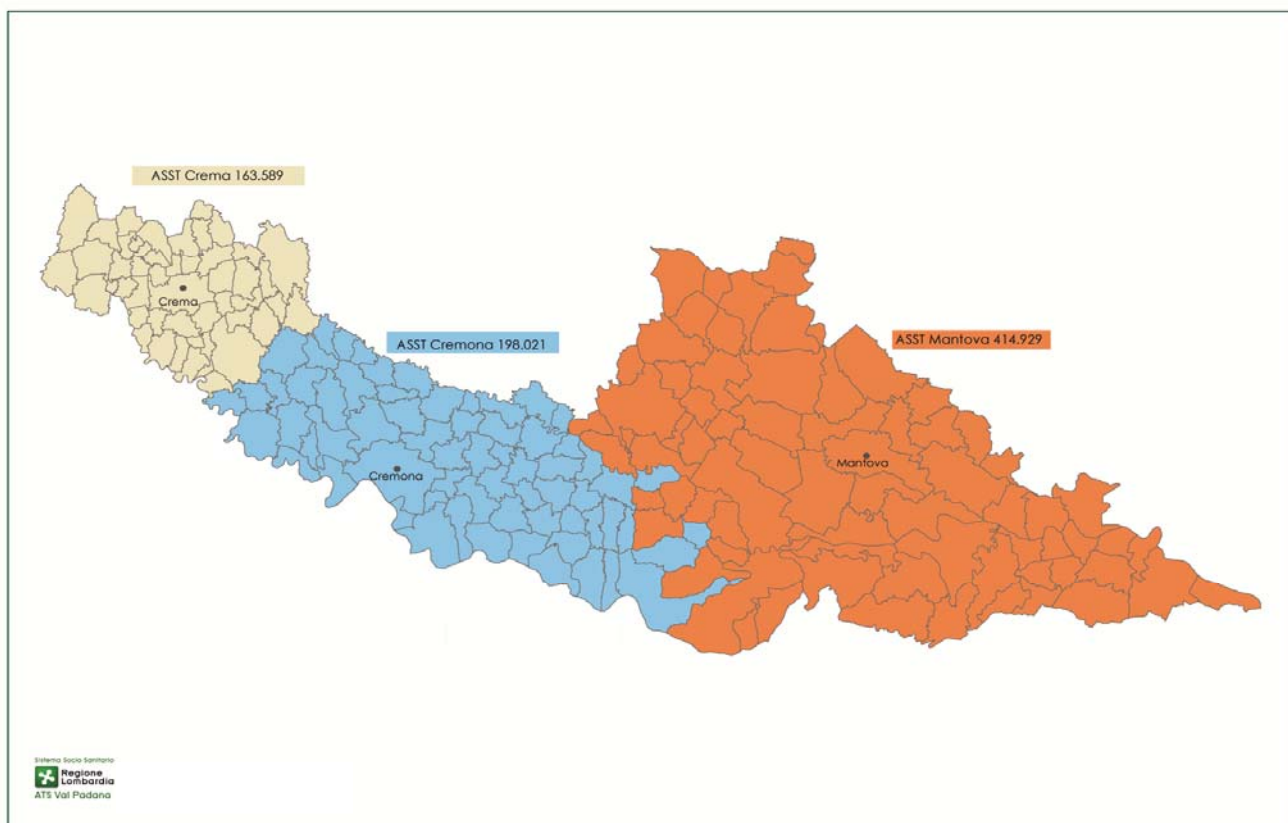 ASST Crema 163.589
Crema
ASST Cremona 198.021
ASST Mantova 414.929
Mantova
Cremona
Sistema Socio Sanitario
Regione
Lombardia
ATS Val Padana